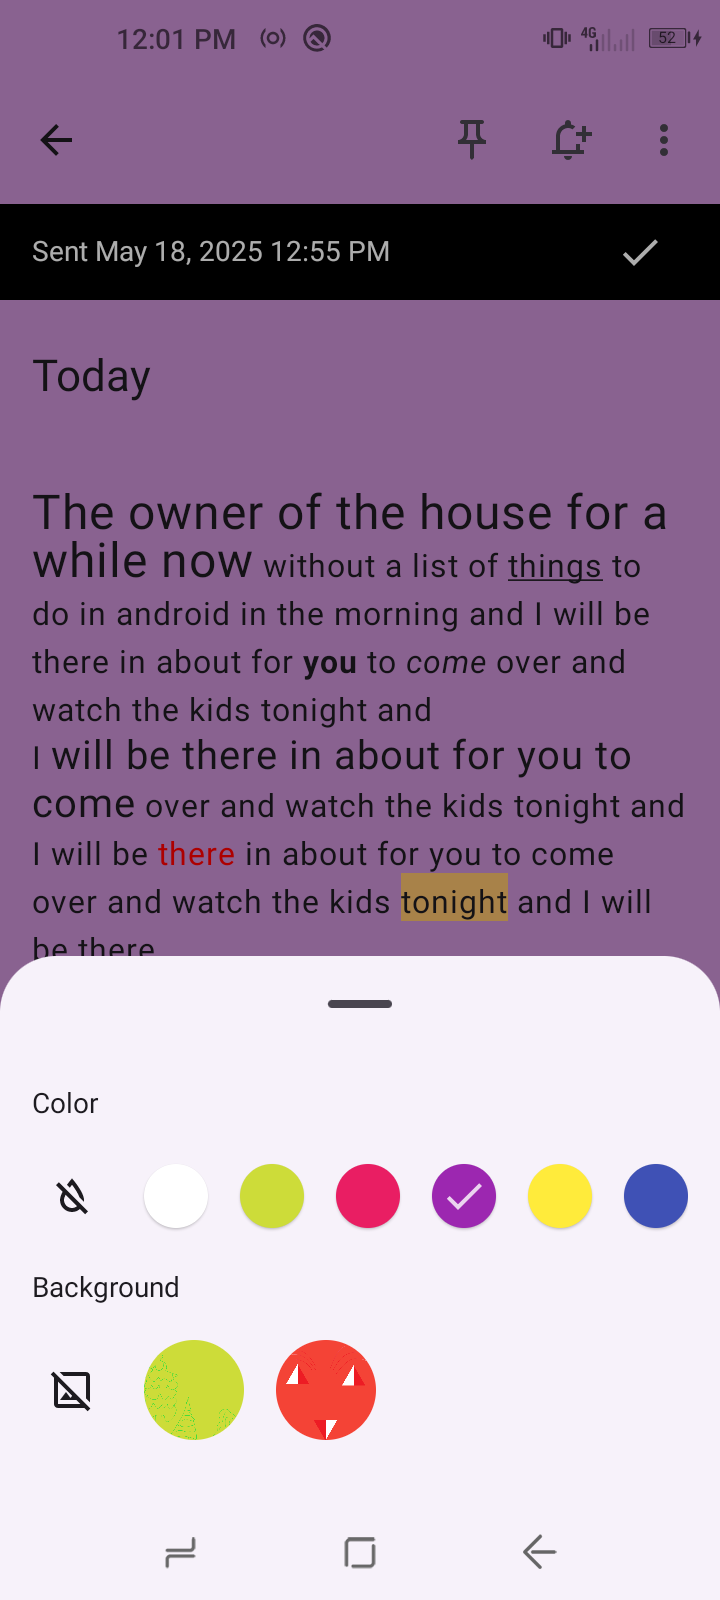 12:01 PM
4G
52
Sent May 18, 2025 12:55 PM
Today
The owner of the house for a
while now without a list of things to
do in android in the morning and I will be
there in about for you to come over and
watch the kids tonight and
I will be there in about for you to
come over and watch the kids tonight and
I will be there in about for you to come
over and watch the kids tonight and I will
be there
Color
Background